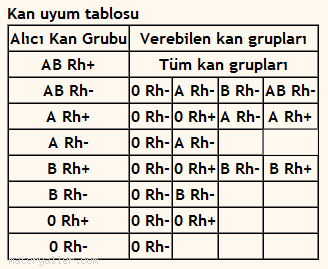 Kan uyum tablosu
Alıcı Kan Grubu Verebilen kan grupları
AB Rh+ Tüm kan grupları
AB Rh- 0 Rh- A Rh- B Rh- AB Rh-
A Rh+ 0 Rh- 0 Rh+ A Rh- A Rh+
A Rh- 0 Rh- A Rh-
B Rh+ 0 Rh- 0 Rh+ B Rh- B Rh+
B Rh- 0 Rh- B Rh-
0 Rh+ 0 Rh- 0 Rh+
0 Rh- 0 Rh-